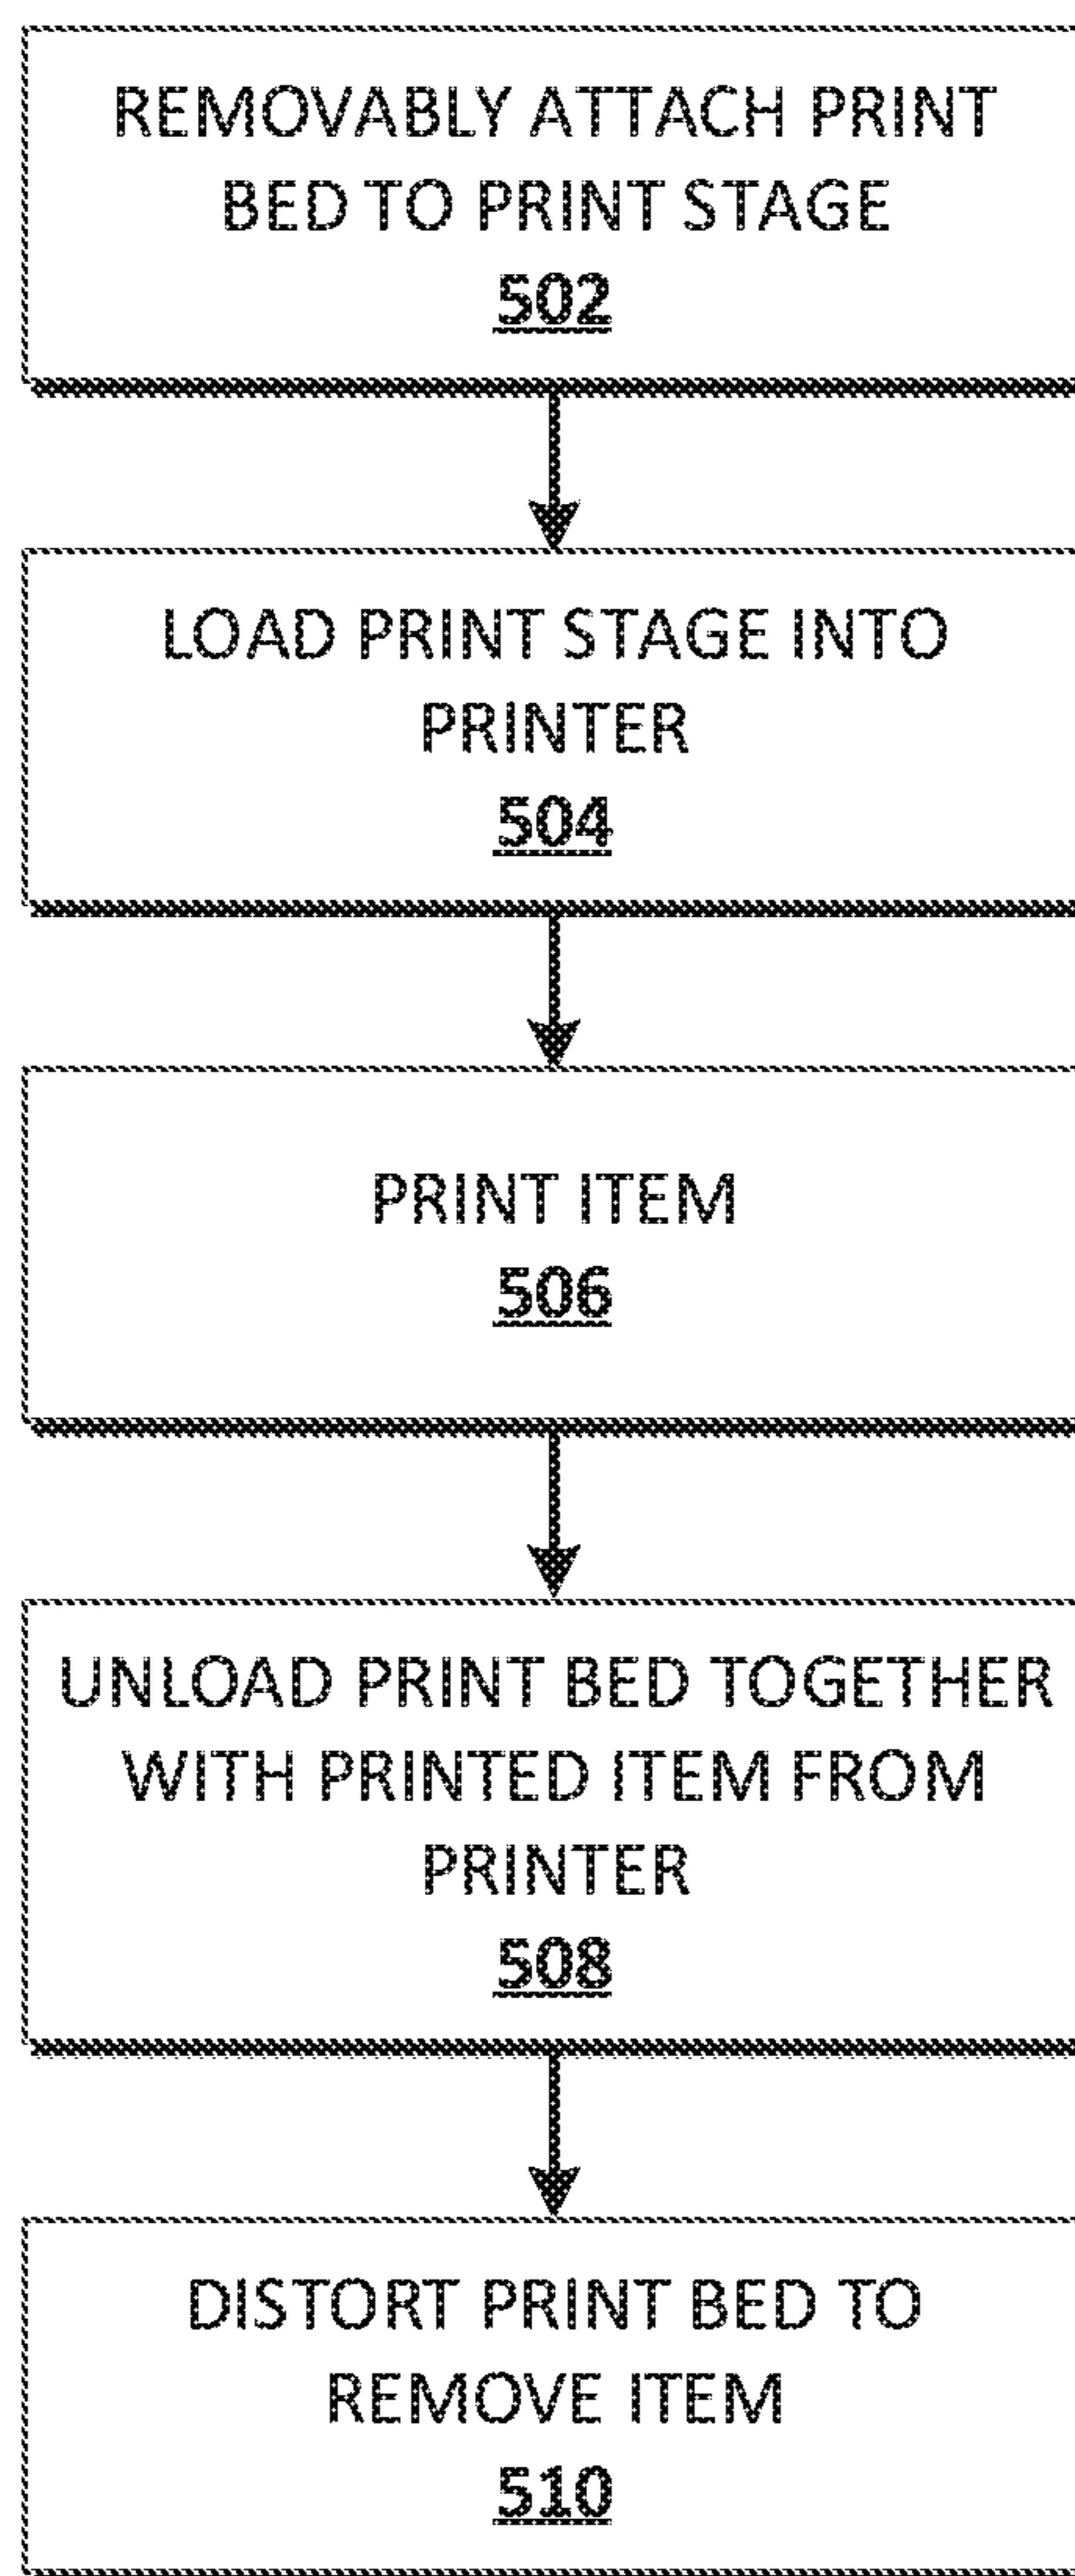 REMOVABLY ATTACH PRINT
BED TO PRINT STAGE
502
LOAD PRINT STAGE INTO
PRINTER
504
PRINT ITEM
506
UNLOAD PRINT BED TOGETHER
WITH PRINTED ITEM FROM
PRINTER
508
DISTORT PRINT BED TO
REMOVE ITEM
510